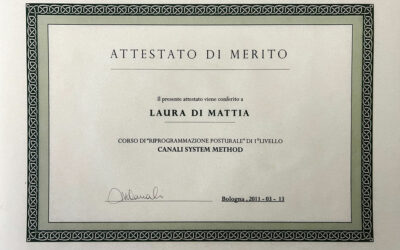 ATTESTATO DI MERITO
Il presente attestato viene conferito a
LAURA DI MATTIA
CORSO DI "RIPROGRAMMAZIONE POSTURALE" DI 1° LIVELLO
CANALI SYSTEM METHOD
Bologna , 2011 - 03 - 13